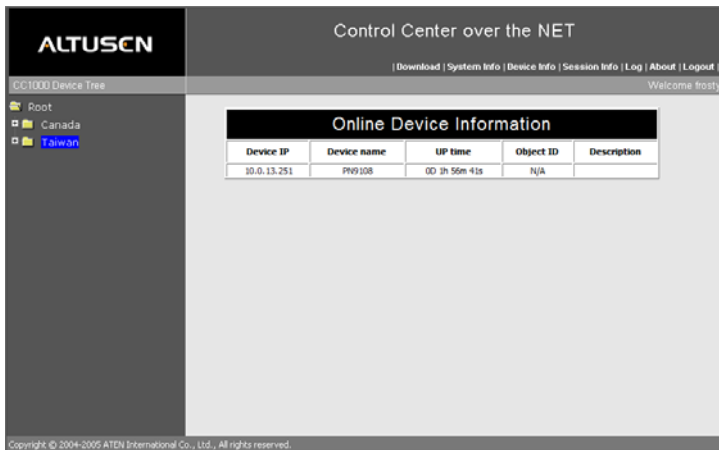 ALTUSEN
Control Center over the NET
| Download | System Info | Device Info | Session Info | Log | About | Logout |
CC1000 Device Tree
Welcome frosty
Root
Canada
Taiwan
Online Device Information
Device IP Device name UP time Object ID Description
10.0.13.251 PN9108 0D 1h 56m 41s N/A
Copyright © 2004-2005 ATEN International Co., Ltd., All rights reserved.